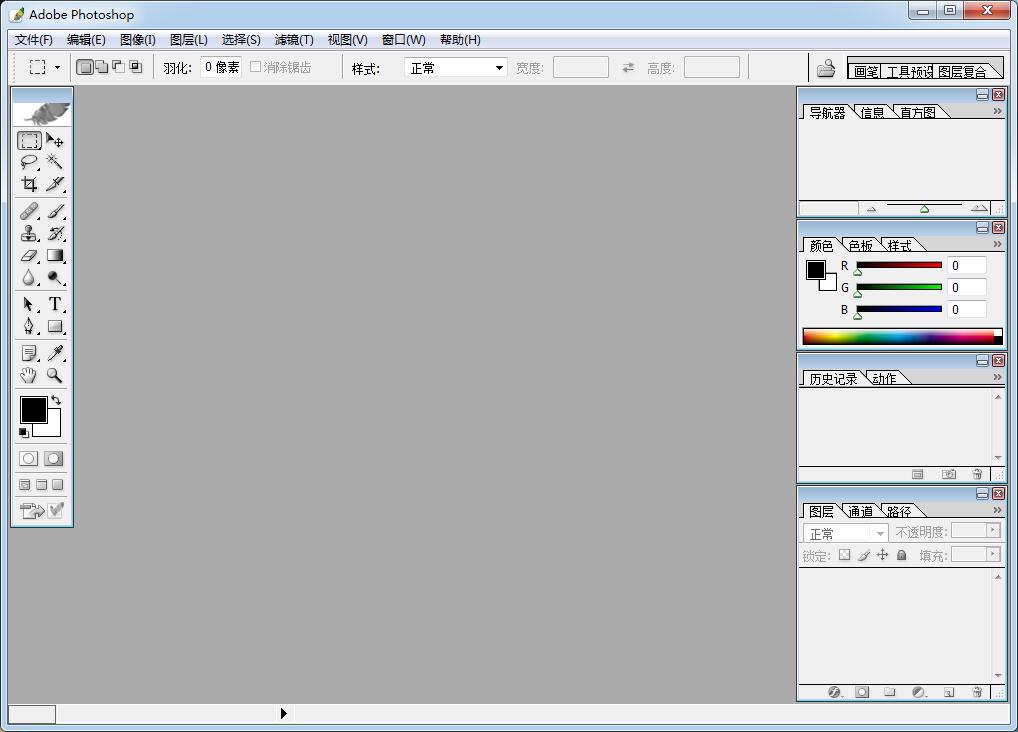 Adobe Photoshop
文件(F) 编辑(E) 图像(I) 图层(L) 选择(S) 滤镜(T) 视图(V) 窗口(W) 帮助(H)
羽化: 0 像素 消除锯齿 样式: 正常 宽度: 高度: 画笔 工具预设 图层复合
导航器 信息 直方图
颜色 色板 样式
R 0
G 0
B 0
T
历史记录 动作
图层 通道 路径
正常 不透明度:
锁定: 填充: